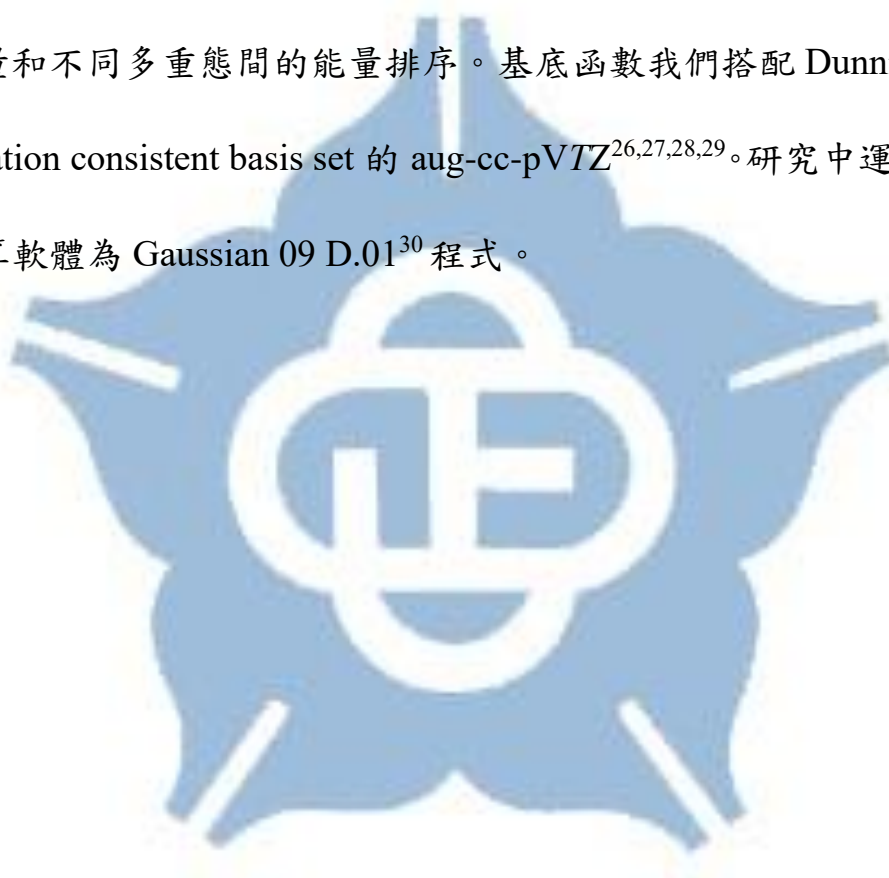 和不同多重態間的能量排序。基底函數我們搭配 Dunn
ation consistent basis set 的 aug-cc-pVTZ26,27,28,29。研究中運
軟體為 Gaussian 09 D.0130 程式。